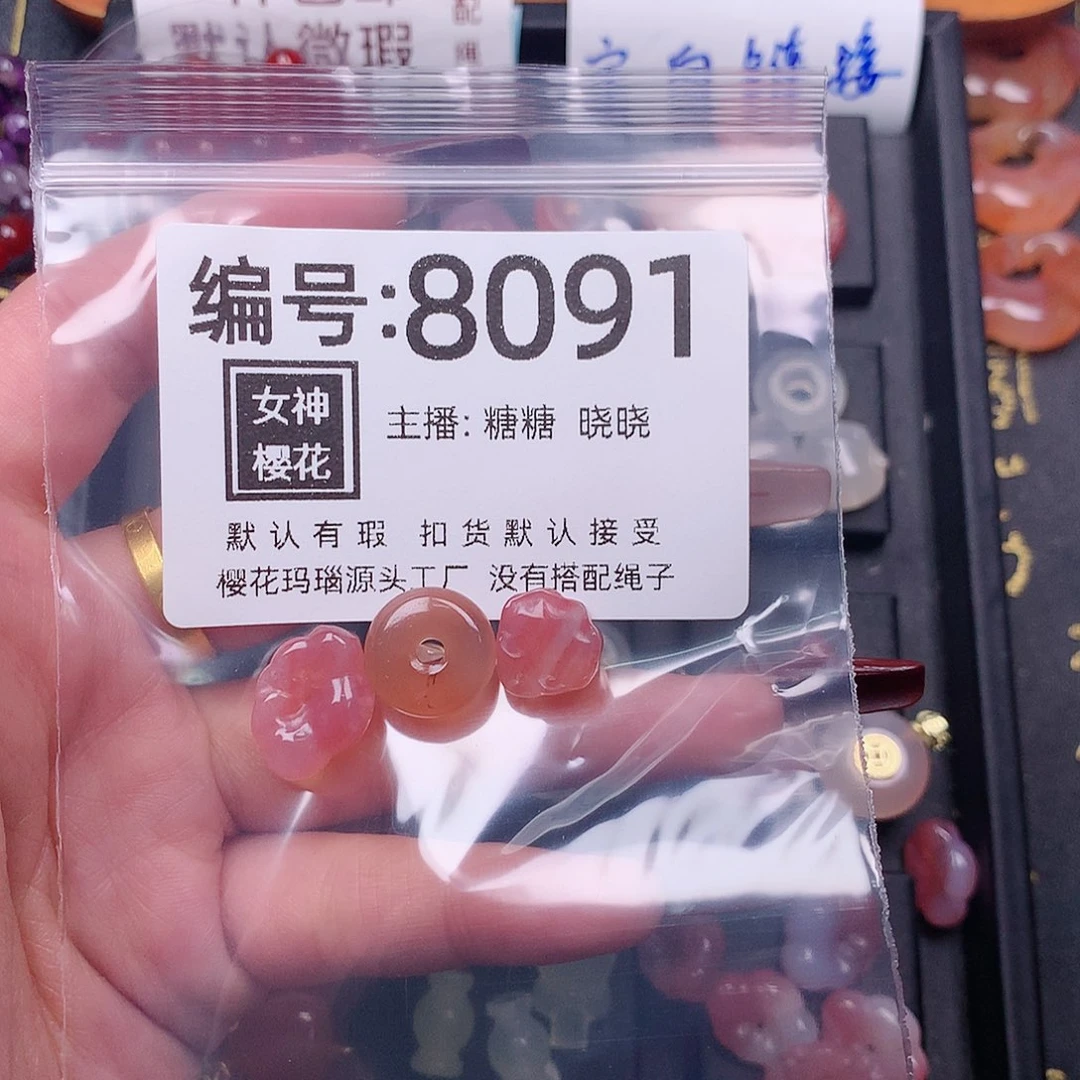 默认微瑕
编号:8091
女神
樱花
主播: 糖糖 晓晓
默认有瑕 扣货默认接受
樱花玛瑙源头工厂 没有搭配绳子